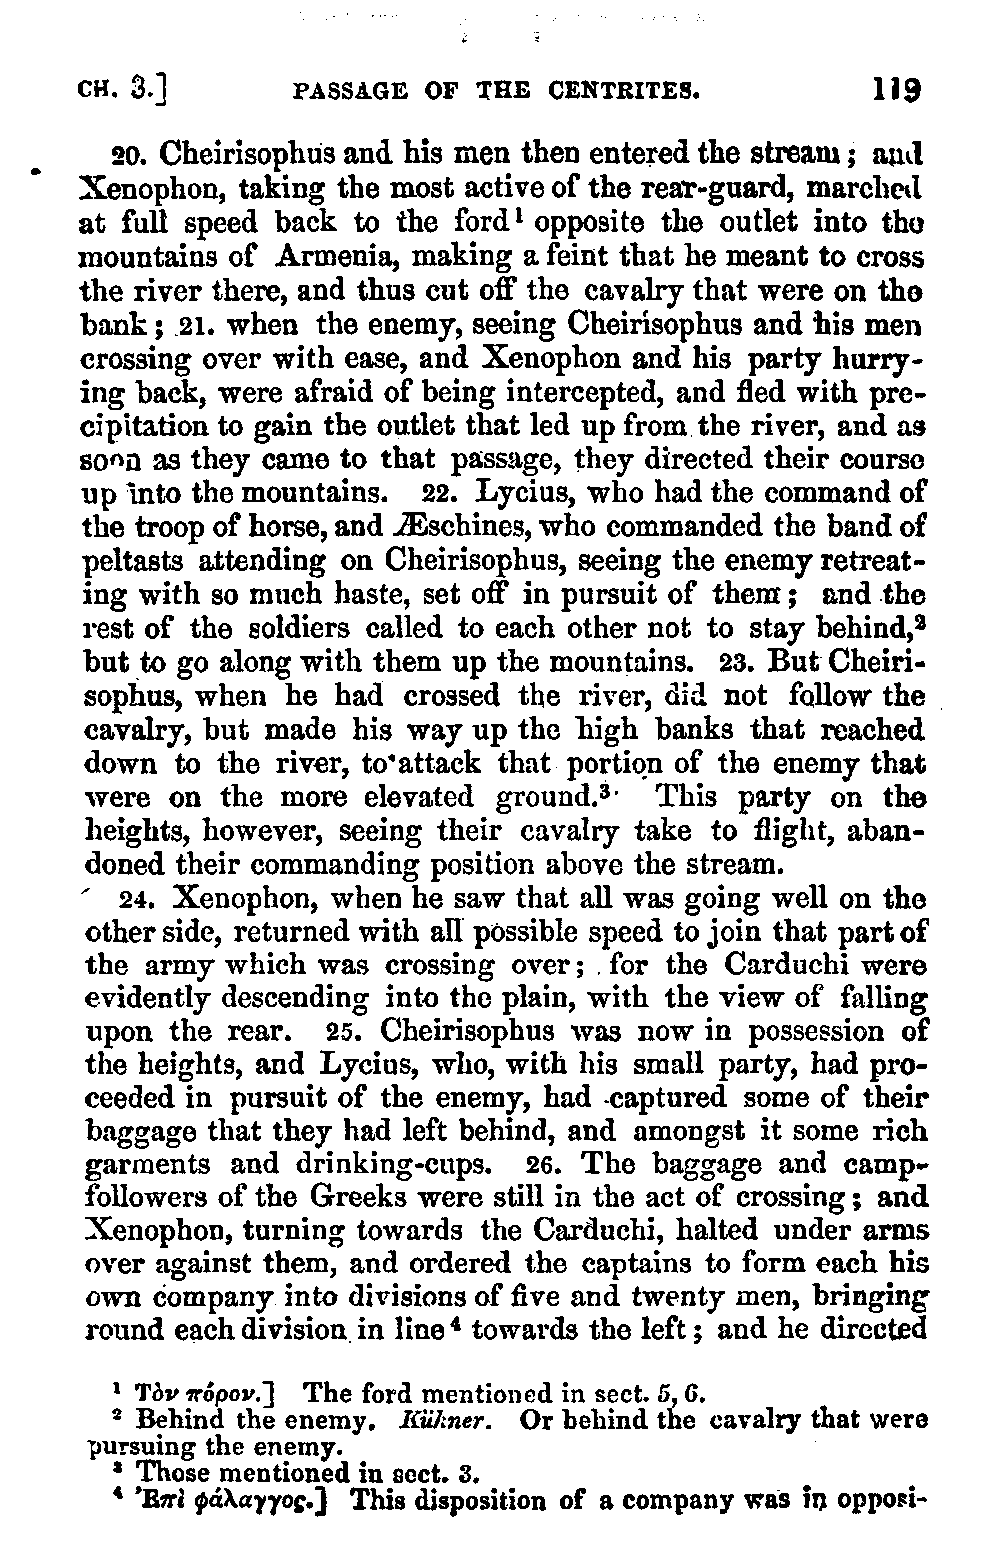 CH. 3.] PASSAGE OF THE CENTRITES. 119
20. Cheirisophus and his men then entered the stream; and
Xenophon, taking the most active of the rear-guard, marched
at full speed back to the ford¹ opposite the outlet into the
mountains of Armenia, making a feint that he meant to cross
the river there, and thus cut off the cavalry that were on the
bank; 21. when the enemy, seeing Cheirisophus and his men
crossing over with ease, and Xenophon and his party hurry-
ing back, were afraid of being intercepted, and fled with pre-
cipitation to gain the outlet that led up from the river, and as
soon as they came to that passage, they directed their course
up into the mountains. 22. Lycius, who had the command of
the troop of horse, and Æschines, who commanded the band of
peltasts attending on Cheirisophus, seeing the enemy retreat-
ing with so much haste, set off in pursuit of them; and the
rest of the soldiers called to each other not to stay behind,²
but to go along with them up the mountains. 23. But Cheiri-
sophus, when he had crossed the river, did not follow the
cavalry, but made his way up the high banks that reached
down to the river, to attack that portion of the enemy that
were on the more elevated ground.³ This party on the
heights, however, seeing their cavalry take to flight, aban-
doned their commanding position above the stream.
24. Xenophon, when he saw that all was going well on the
other side, returned with all possible speed to join that part of
the army which was crossing over; for the Carduchi were
evidently descending into the plain, with the view of falling
upon the rear. 25. Cheirisophus was now in possession of
the heights, and Lycius, who, with his small party, had pro-
ceeded in pursuit of the enemy, had captured some of their
baggage that they had left behind, and amongst it some rich
garments and drinking-cups. 26. The baggage and camp-
followers of the Greeks were still in the act of crossing; and
Xenophon, turning towards the Carduchi, halted under arms
over against them, and ordered the captains to form each his
own company into divisions of five and twenty men, bringing
round each division in line⁴ towards the left; and he directed
¹ Τὸν πόρον.] The ford mentioned in sect. 5, 6.
² Behind the enemy. Kühner. Or behind the cavalry that were
pursuing the enemy.
³ Those mentioned in sect. 3.
⁴ Ἐπὶ φάλαγγος.] This disposition of a company was in opposi-